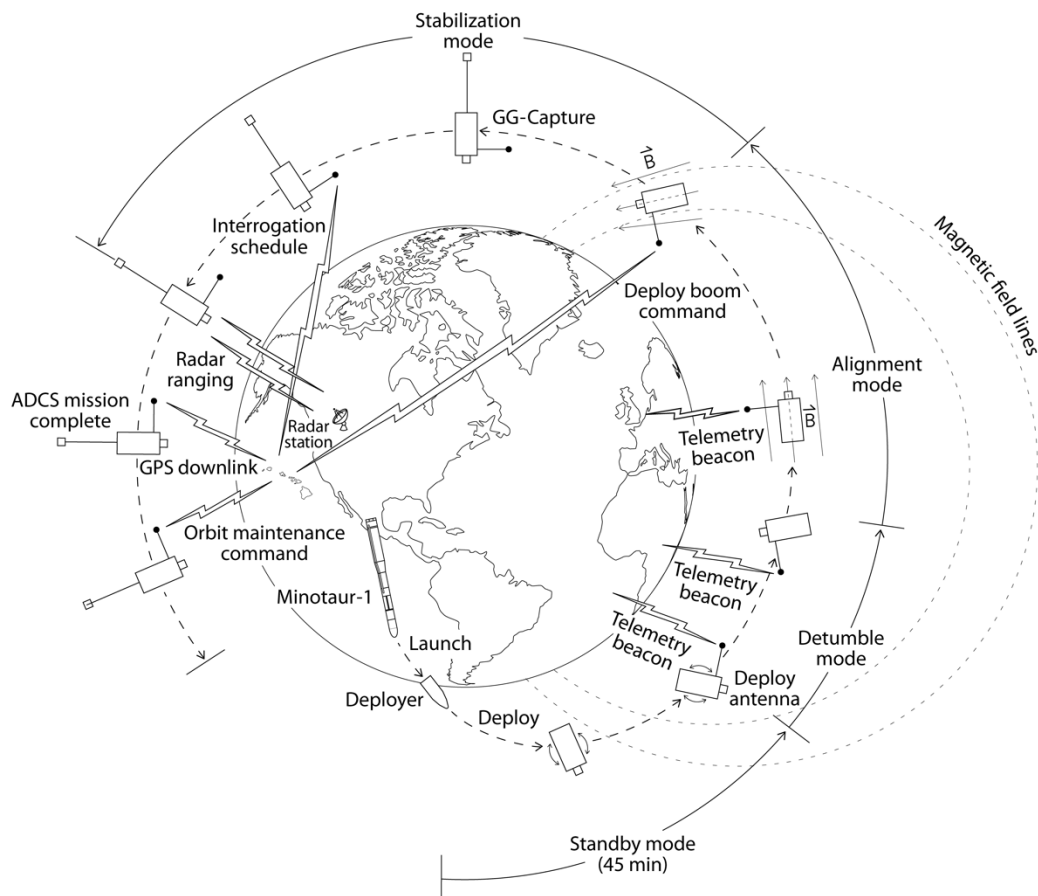 Stabilization
mode
GG-Capture
B
Interrogation
schedule
Deploy boom
command
Magnetic field lines
Radar
ranging
Radar
station
Alignment
mode
ADCS mission
complete
B
Telemetry
beacon
GPS downlink
Orbit maintenance
command
Minotaur-1
Telemetry
beacon
Launch
Telemetry
beacon
Detumble
mode
Deployer
Deploy
antenna
Deploy
Standby mode
(45 min)